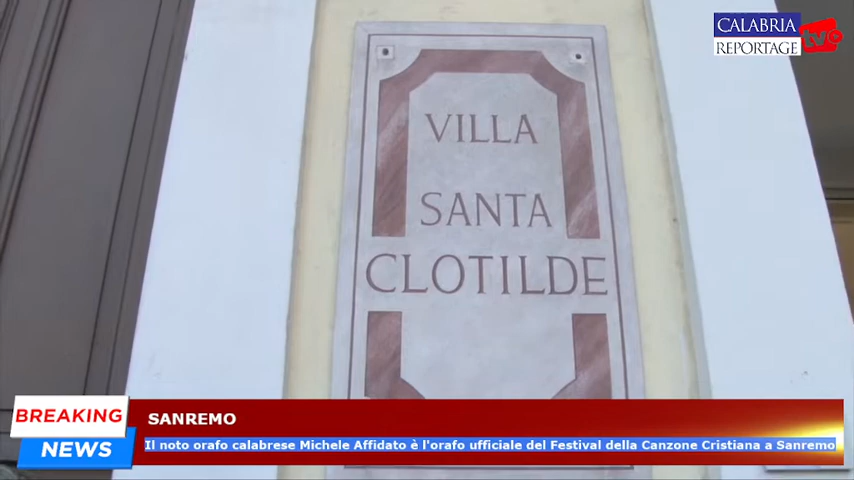 CALABRIA
REPORTAGE tv
VILLA
SANTA
CLOTILDE
BREAKING
NEWS
SANREMO
Il noto orafo calabrese Michele Affidato è l'orafo ufficiale del Festival della Canzone Cristiana a Sanremo